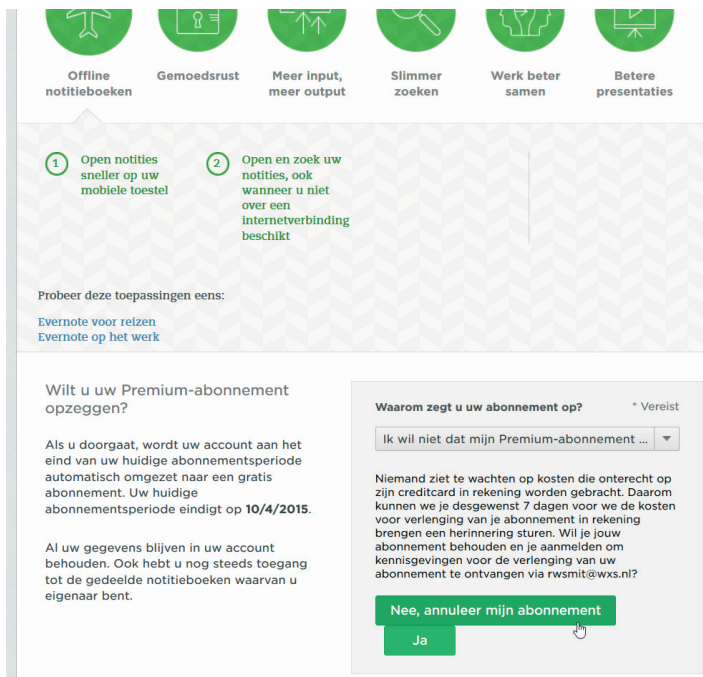 Offline
notitieboeken
Gemoedsrust
Meer input,
meer output
Slimmer
zoeken
Werk beter
samen
Betere
presentaties
1
Open notities
sneller op uw
mobiele toestel
2
Open en zoek uw
notities, ook
wanneer u niet
over een
internetverbinding
beschikt
Probeer deze toepassingen eens:
Evernote voor reizen
Evernote op het werk
Wilt u uw Premium-abonnement
opzeggen?
Als u doorgaat, wordt uw account aan het
eind van uw huidige abonnementsperiode
automatisch omgezet naar een gratis
abonnement. Uw huidige
abonnementsperiode eindigt op 10/4/2015.
Al uw gegevens blijven in uw account
behouden. Ook hebt u nog steeds toegang
tot de gedeelde notitieboeken waarvan u
eigenaar bent.
Waarom zegt u uw abonnement op? * Vereist
Ik wil niet dat mijn Premium-abonnement ...
Niemand ziet te wachten op kosten die onterecht op
zijn creditcard in rekening worden gebracht. Daarom
kunnen we je desgewenst 7 dagen voor we de kosten
voor verlenging van je abonnement in rekening
brengen een herinnering sturen. Wil je jouw
abonnement behouden en je aanmelden om
kennisgevingen voor de verlenging van uw
abonnement te ontvangen via rwsmit@wxs.nl?
Nee, annuleer mijn abonnement
Ja